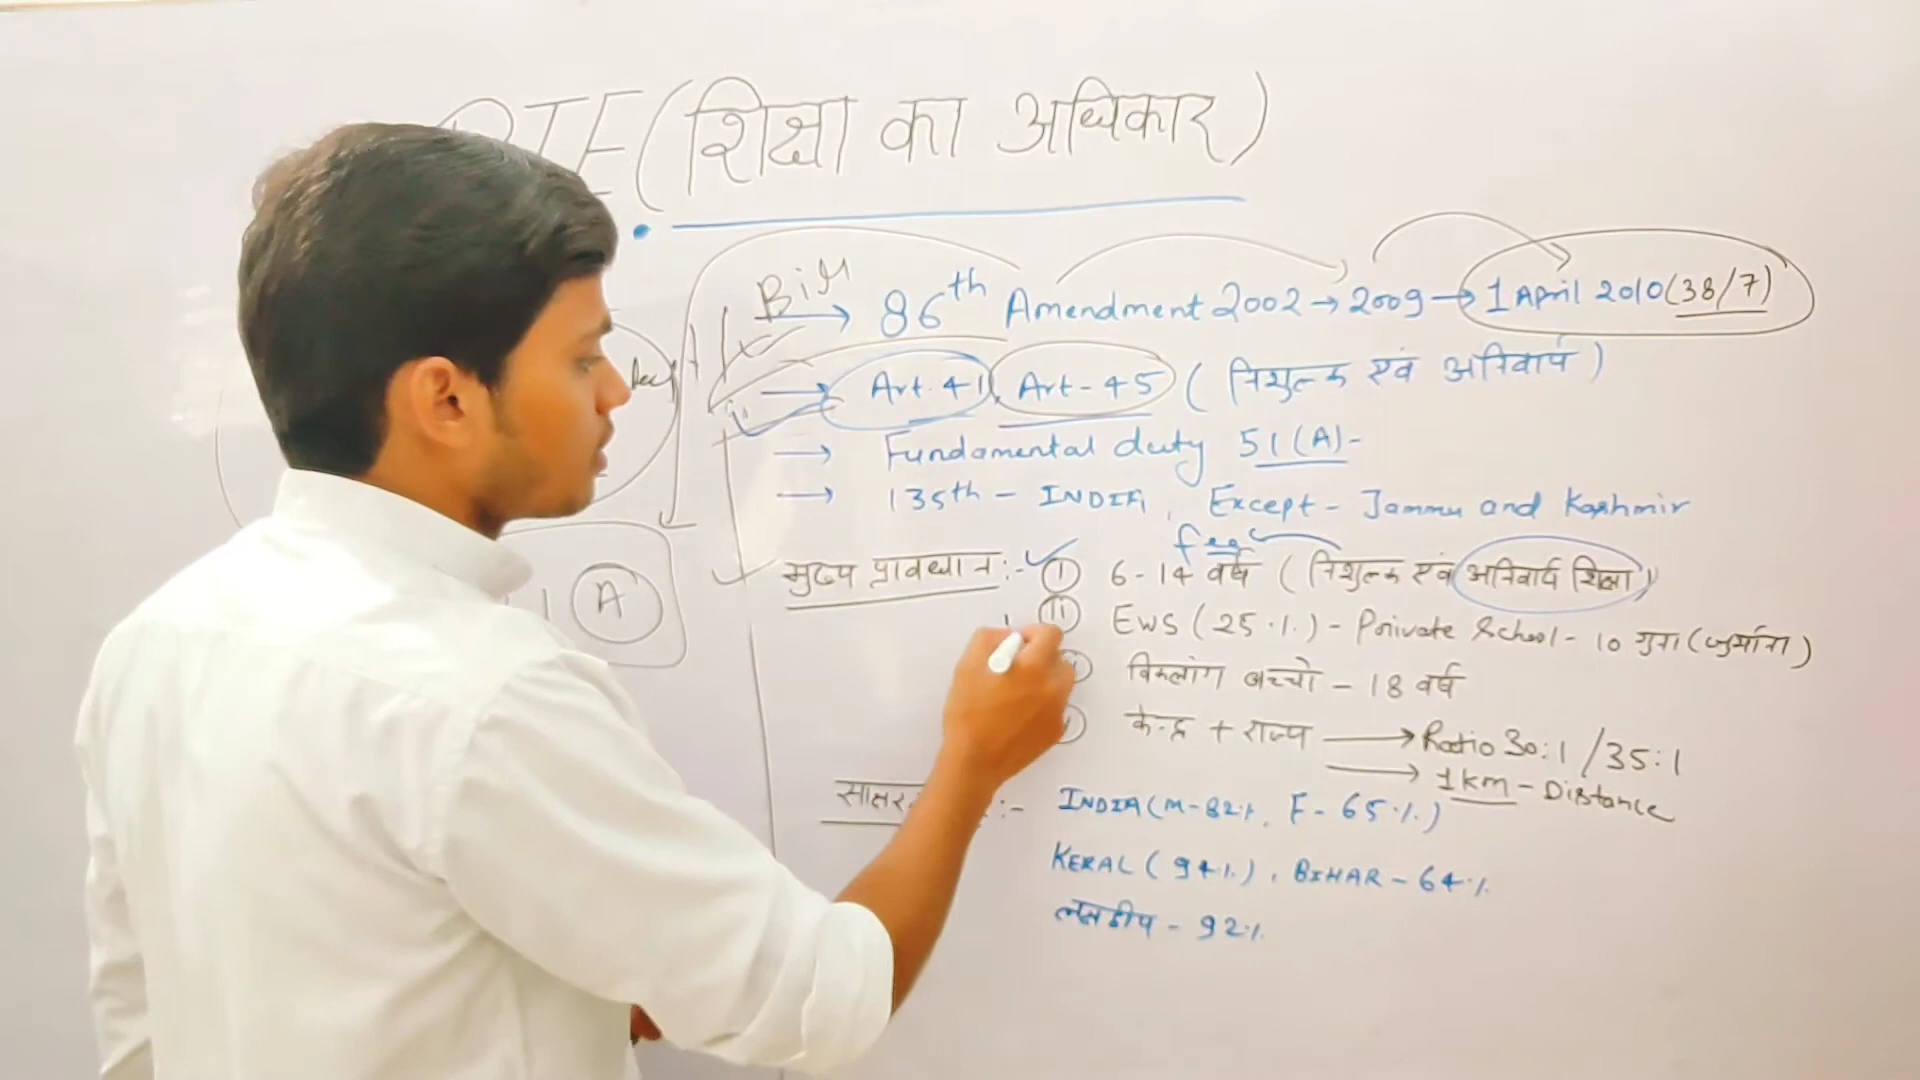 RTE (शिक्षा का अधिकार)
Bill
→ 86th Amendment 2002 → 2009 → 1 April 2010 (38/7)
→ Art. 41, Art-45 (निशुल्क एवं अनिवार्य)
→ Fundamental duty 51(A)-
→ 135th - INDIA, Except - Jammu and Kashmir
free
मुख्य प्रावधान :- (i) 6-14 वर्ष (निशुल्क एवं अनिवार्य शिक्षा)
(ii) EWS (25%) - Private School - 10 गुना (जुर्माना)
विकलांग बच्चो - 18 वर्ष
केन्द्र + राज्य → Ratio 30:1 / 35:1
→ 1km - Distance
:- INDIA (M-82%, F-65%)
KERAL (94%), BIHAR - 64%
लक्षद्वीप - 92%
A